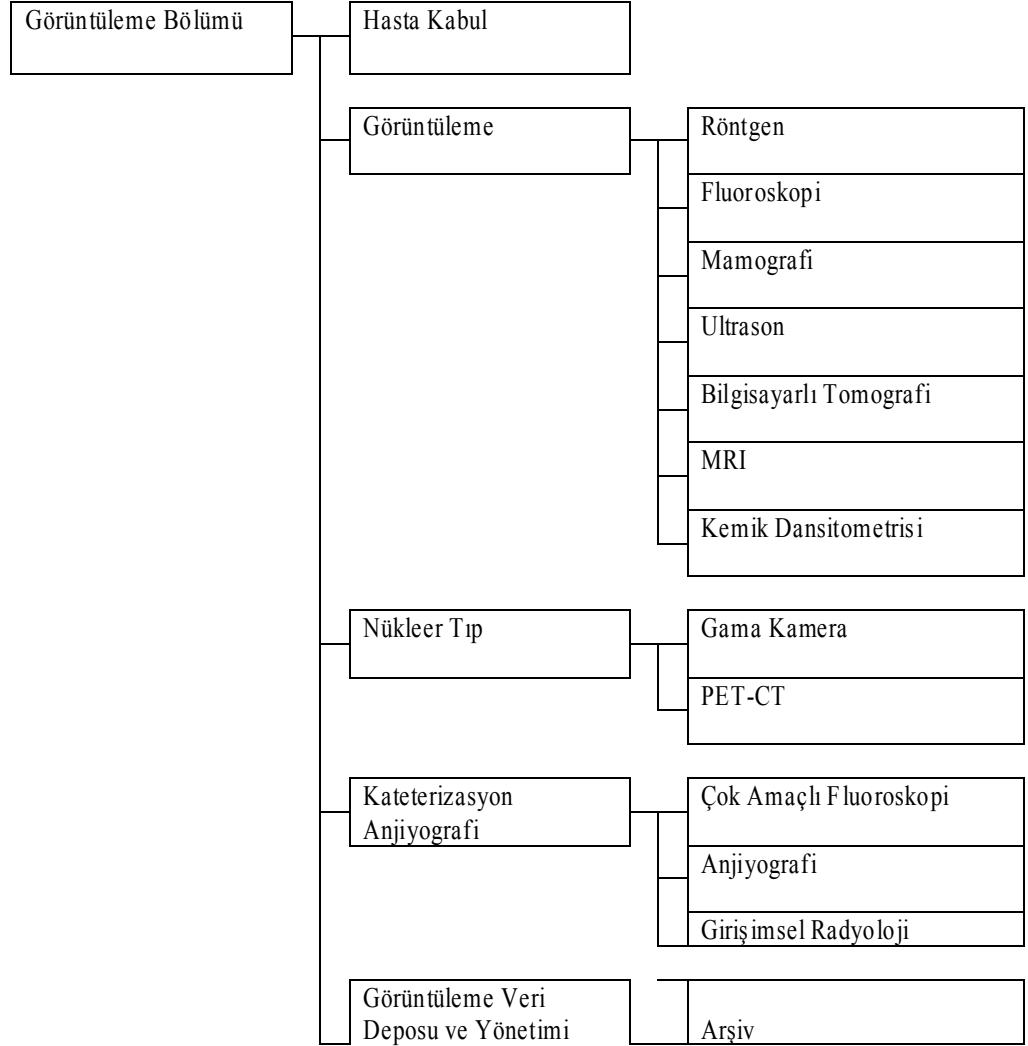 Görüntüleme Bölümü
Hasta Kabul
Görüntüleme
Röntgen
Fluoroskopi
Mamografi
Ultrason
Bilgisayarlı Tomografi
MRI
Kemik Dansitometrisi
Nükleer Tıp
Gama Kamera
PET-CT
Kateterizasyon
Anjiyografi
Çok Amaçlı Fluoroskopi
Anjiyografi
Girişimsel Radyoloji
Görüntüleme Veri
Deposu ve Yönetimi
Arşiv